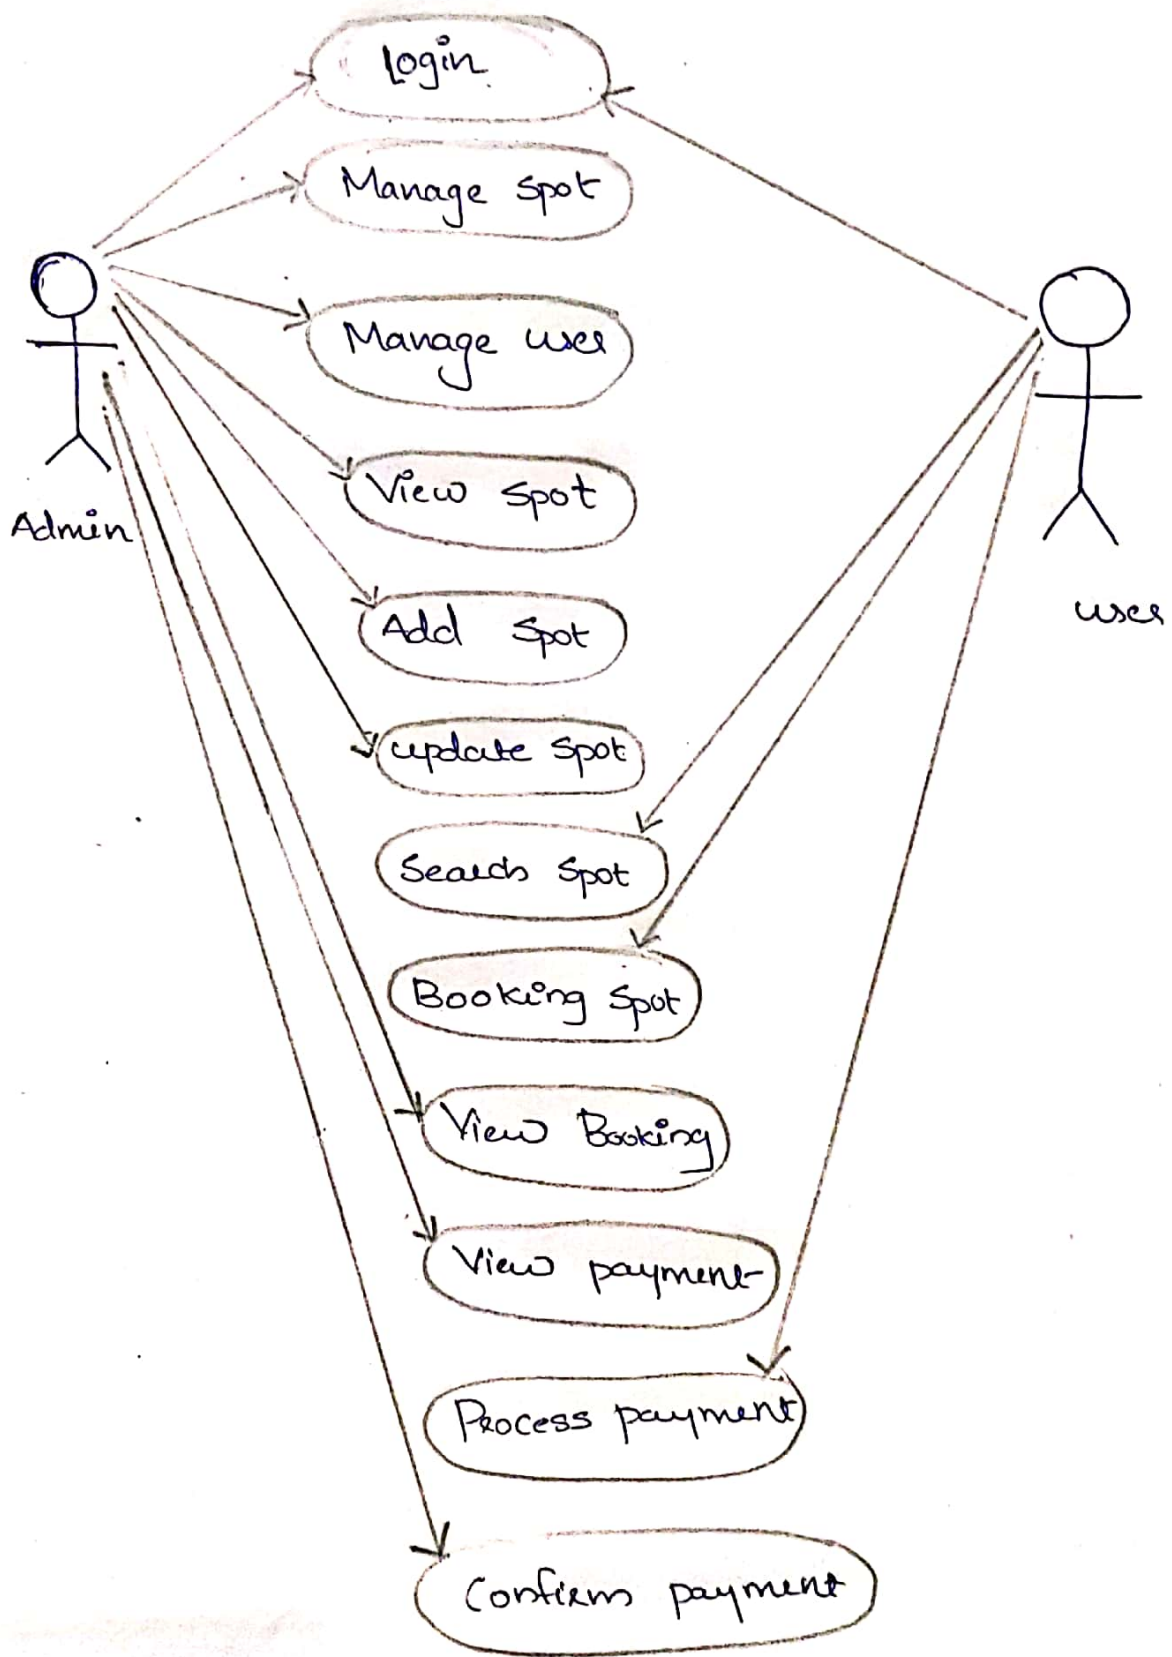 Login
Manage spot
Manage user
View spot
Admin
Add spot
user
update spot
Search spot
Booking spot
View Booking
View payment
Process payment
Confirm payment